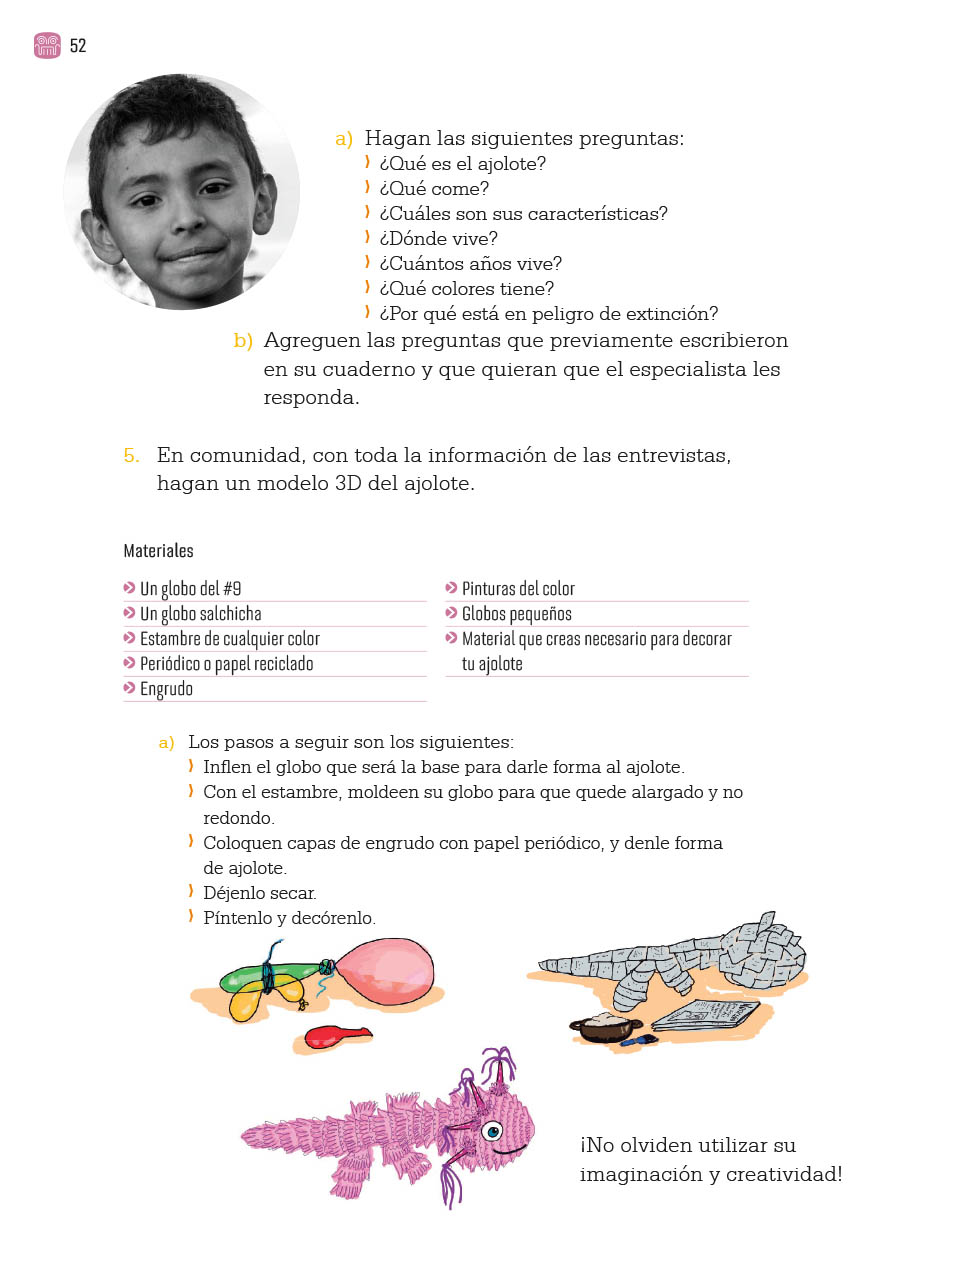 52
a) Hagan las siguientes preguntas:
¿Qué es el ajolote?
¿Qué come?
¿Cuáles son sus características?
¿Dónde vive?
¿Cuántos años vive?
¿Qué colores tiene?
¿Por qué está en peligro de extinción?
b) Agreguen las preguntas que previamente escribieron
en su cuaderno y que quieran que el especialista les
responda.
5. En comunidad, con toda la información de las entrevistas,
hagan un modelo 3D del ajolote.
Materiales
Un globo del #9
Un globo salchicha
Estambre de cualquier color
Periódico o papel reciclado
Engrudo
Pinturas del color
Globos pequeños
Material que creas necesario para decorar
tu ajolote
a) Los pasos a seguir son los siguientes:
Inflen el globo que será la base para darle forma al ajolote.
Con el estambre, moldeen su globo para que quede alargado y no
redondo.
Coloquen capas de engrudo con papel periódico, y denle forma
de ajolote.
Déjenlo secar.
Píntenlo y decórenlo.
¡No olviden utilizar su
imaginación y creatividad!